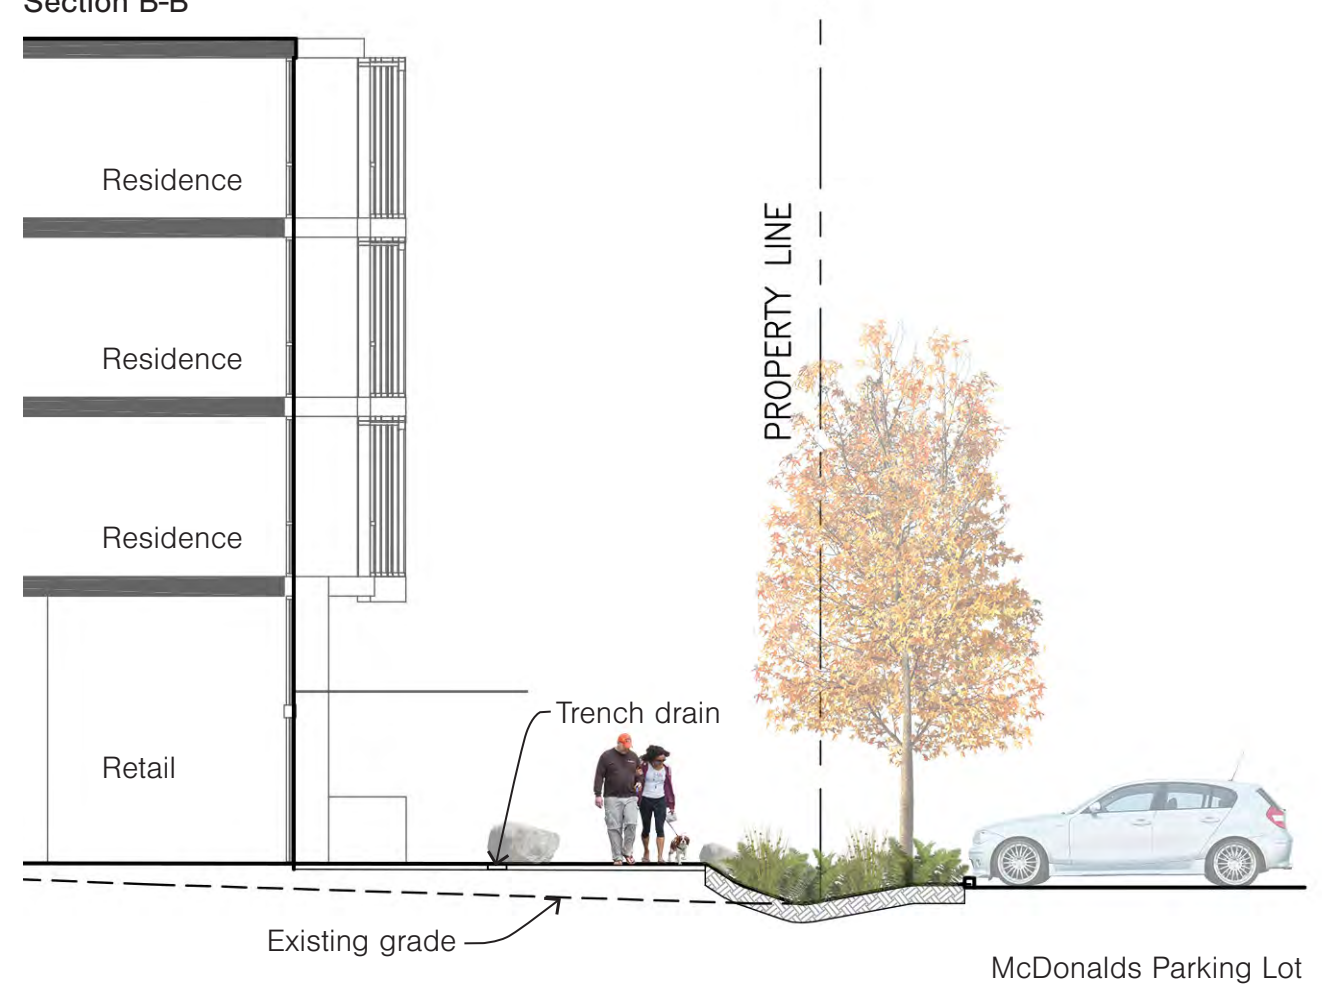 Section B-B
Residence
PROPERTY LINE
Residence
Residence
Trench drain
Retail
Existing grade
McDonalds Parking Lot